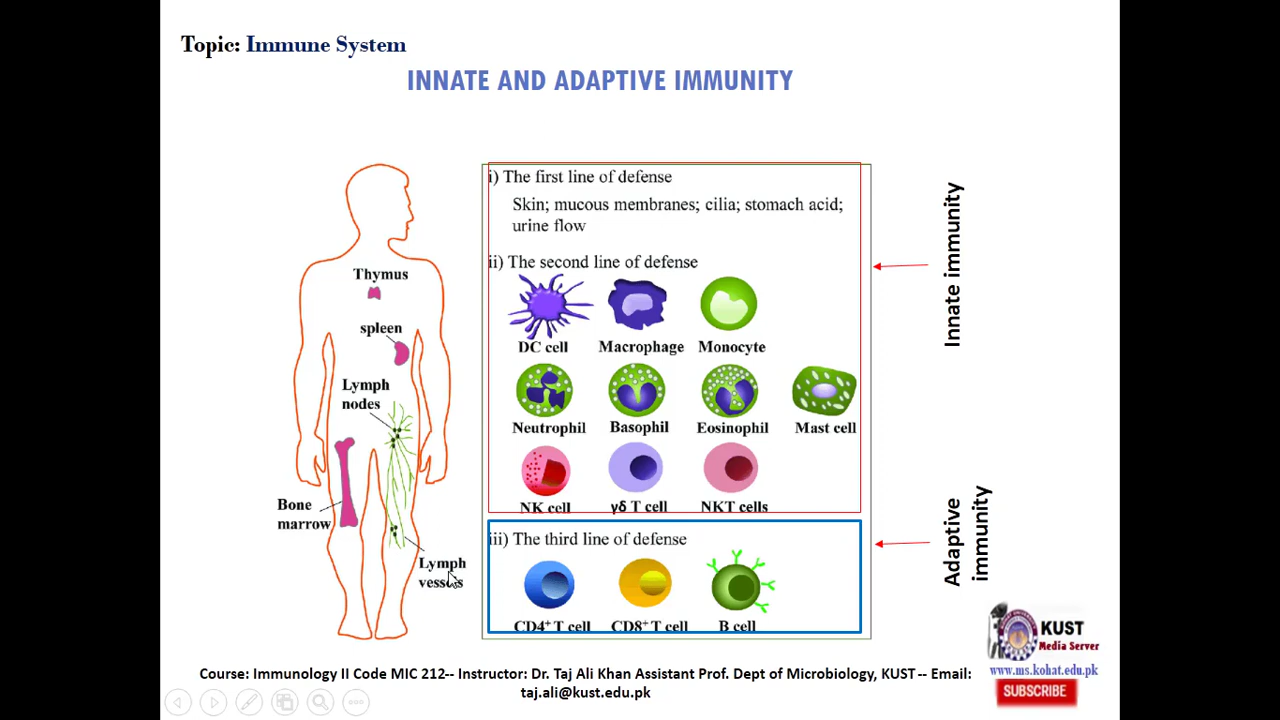 Topic: Immune System
INNATE AND ADAPTIVE IMMUNITY
Thymus
spleen
Lymph
nodes
Bone
marrow
Lymph
vessels
i) The first line of defense
Skin; mucous membranes; cilia; stomach acid;
urine flow
ii) The second line of defense
DC cell Macrophage Monocyte
Neutrophil Basophil Eosinophil Mast cell
NK cell γδ T cell NKT cells
iii) The third line of defense
CD4+ T cell CD8+ T cell B cell
Innate immunity
Adaptive
immunity
KUST
Media Server
www.ms.kohat.edu.pk
SUBSCRIBE
Course: Immunology II Code MIC 212-- Instructor: Dr. Taj Ali Khan Assistant Prof. Dept of Microbiology, KUST -- Email:
taj.ali@kust.edu.pk